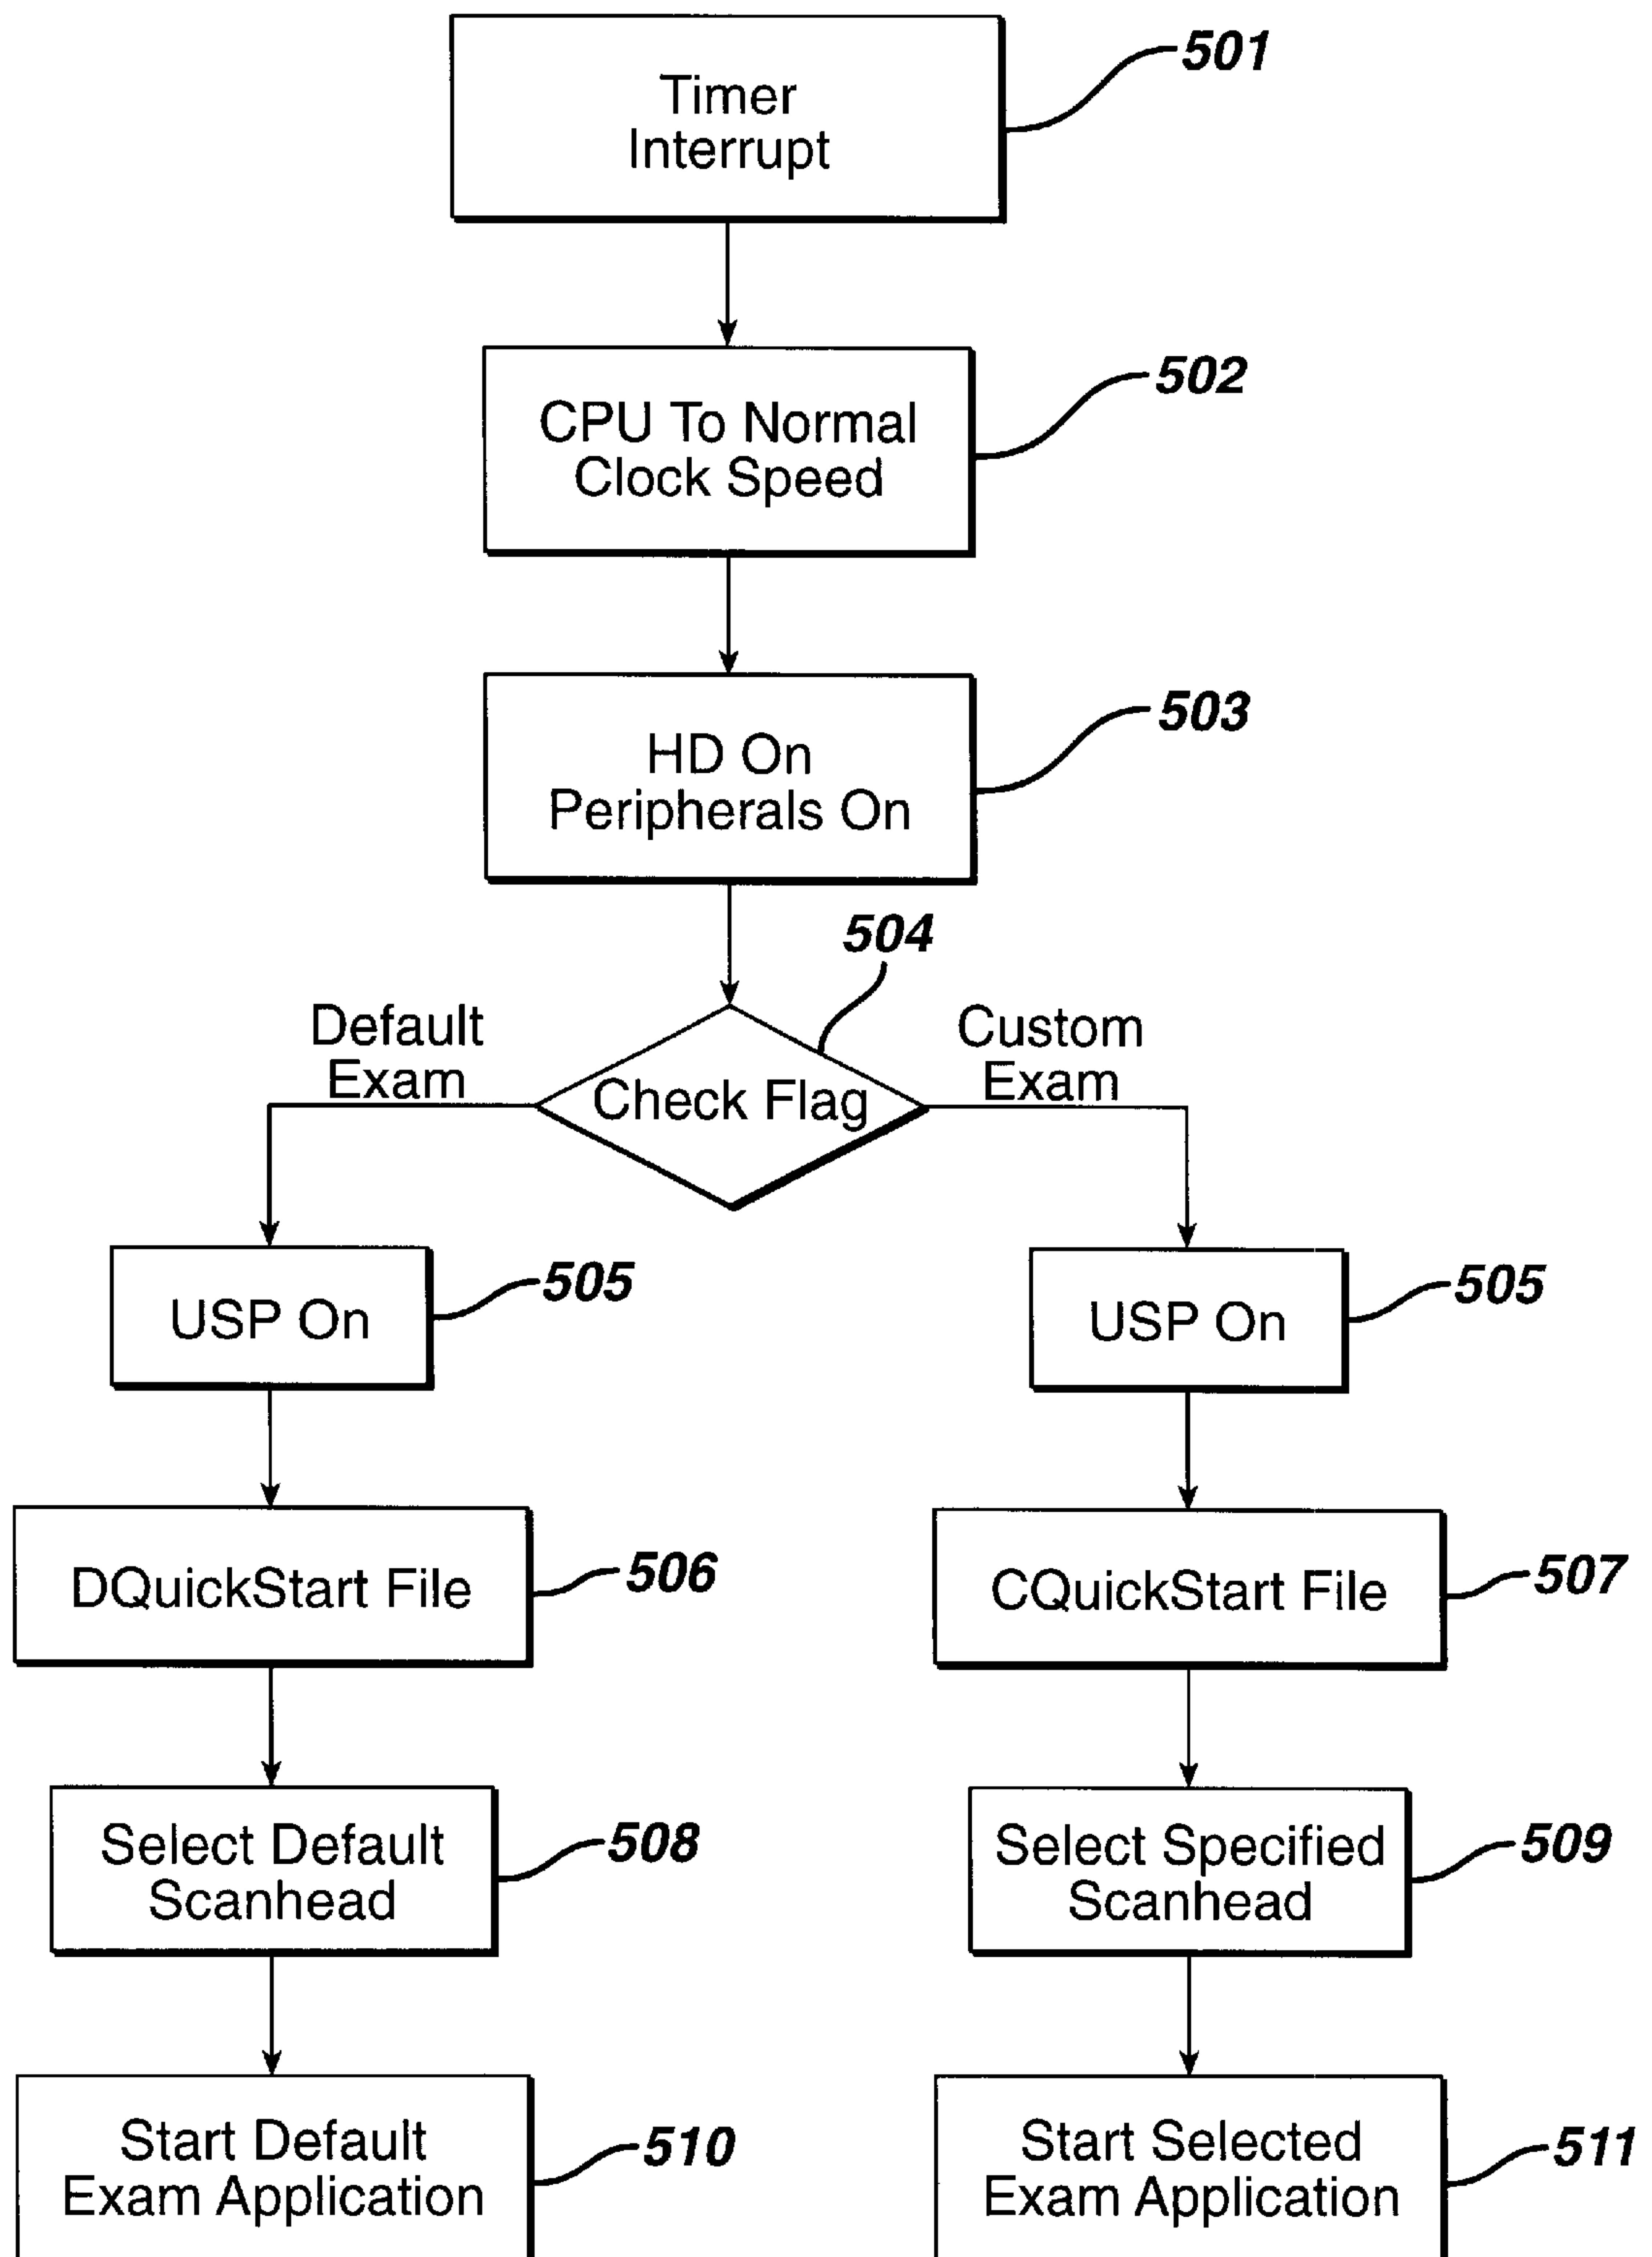 Timer
Interrupt
501
CPU To Normal
Clock Speed
502
HD On
Peripherals On
503
504
Default
Exam
Check Flag
Custom
Exam
USP On
505
USP On
505
DQuickStart File
506
CQuickStart File
507
Select Default
Scanhead
508
Select Specified
Scanhead
509
Start Default
Exam Application
510
Start Selected
Exam Application
511